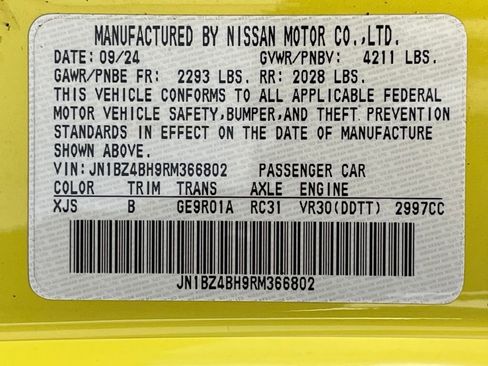 MANUFACTURED BY NISSAN MOTOR CO.,LTD.
DATE: 09/24 GVWR/PNBV: 4211 LBS.
GAWR/PNBE FR: 2293 LBS. RR: 2028 LBS.
THIS VEHICLE CONFORMS TO ALL APPLICABLE FEDERAL
MOTOR VEHICLE SAFETY,BUMPER,AND THEFT PREVENTION
STANDARDS IN EFFECT ON THE DATE OF MANUFACTURE
SHOWN ABOVE.
VIN: JN1BZ4BH9RM366802 PASSENGER CAR
COLOR TRIM TRANS AXLE ENGINE
XJS B GE9R01A RC31 VR30(DDTT) 2997CC
JN1BZ4BH9RM366802